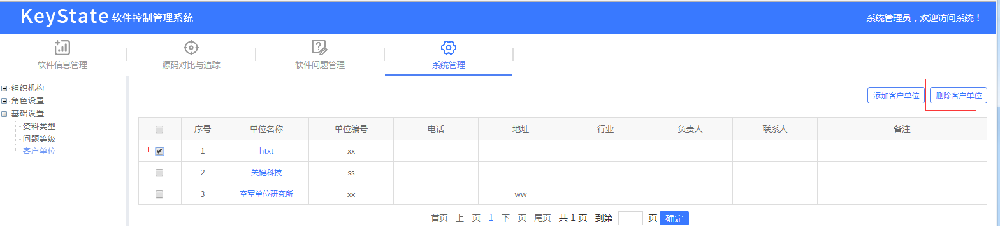 KeyState 软件控制管理系统
系统管理员，欢迎访问系统！
软件信息管理 源码对比与追踪 软件问题管理 系统管理
组织机构
角色设置
基础设置
资料类型
问题等级
客户单位
添加客户单位 删除客户单位
序号 单位名称 单位编号 电话 地址 行业 负责人 联系人 备注
1 htxt xx
2 关键科技 ss
3 空军单位研究所 xx ww
首页 上一页 1 下一页 尾页 共 1 页 到第 页 确定